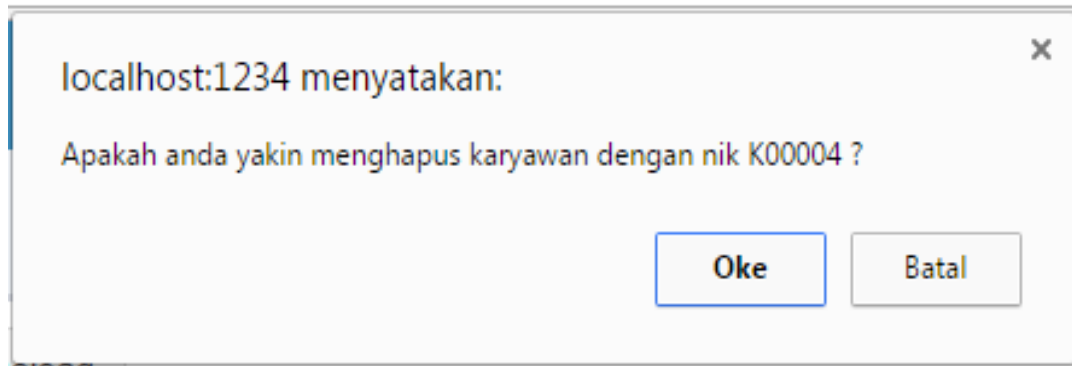 localhost:1234 menyatakan:
Apakah anda yakin menghapus karyawan dengan nik K00004 ?
Oke
Batal